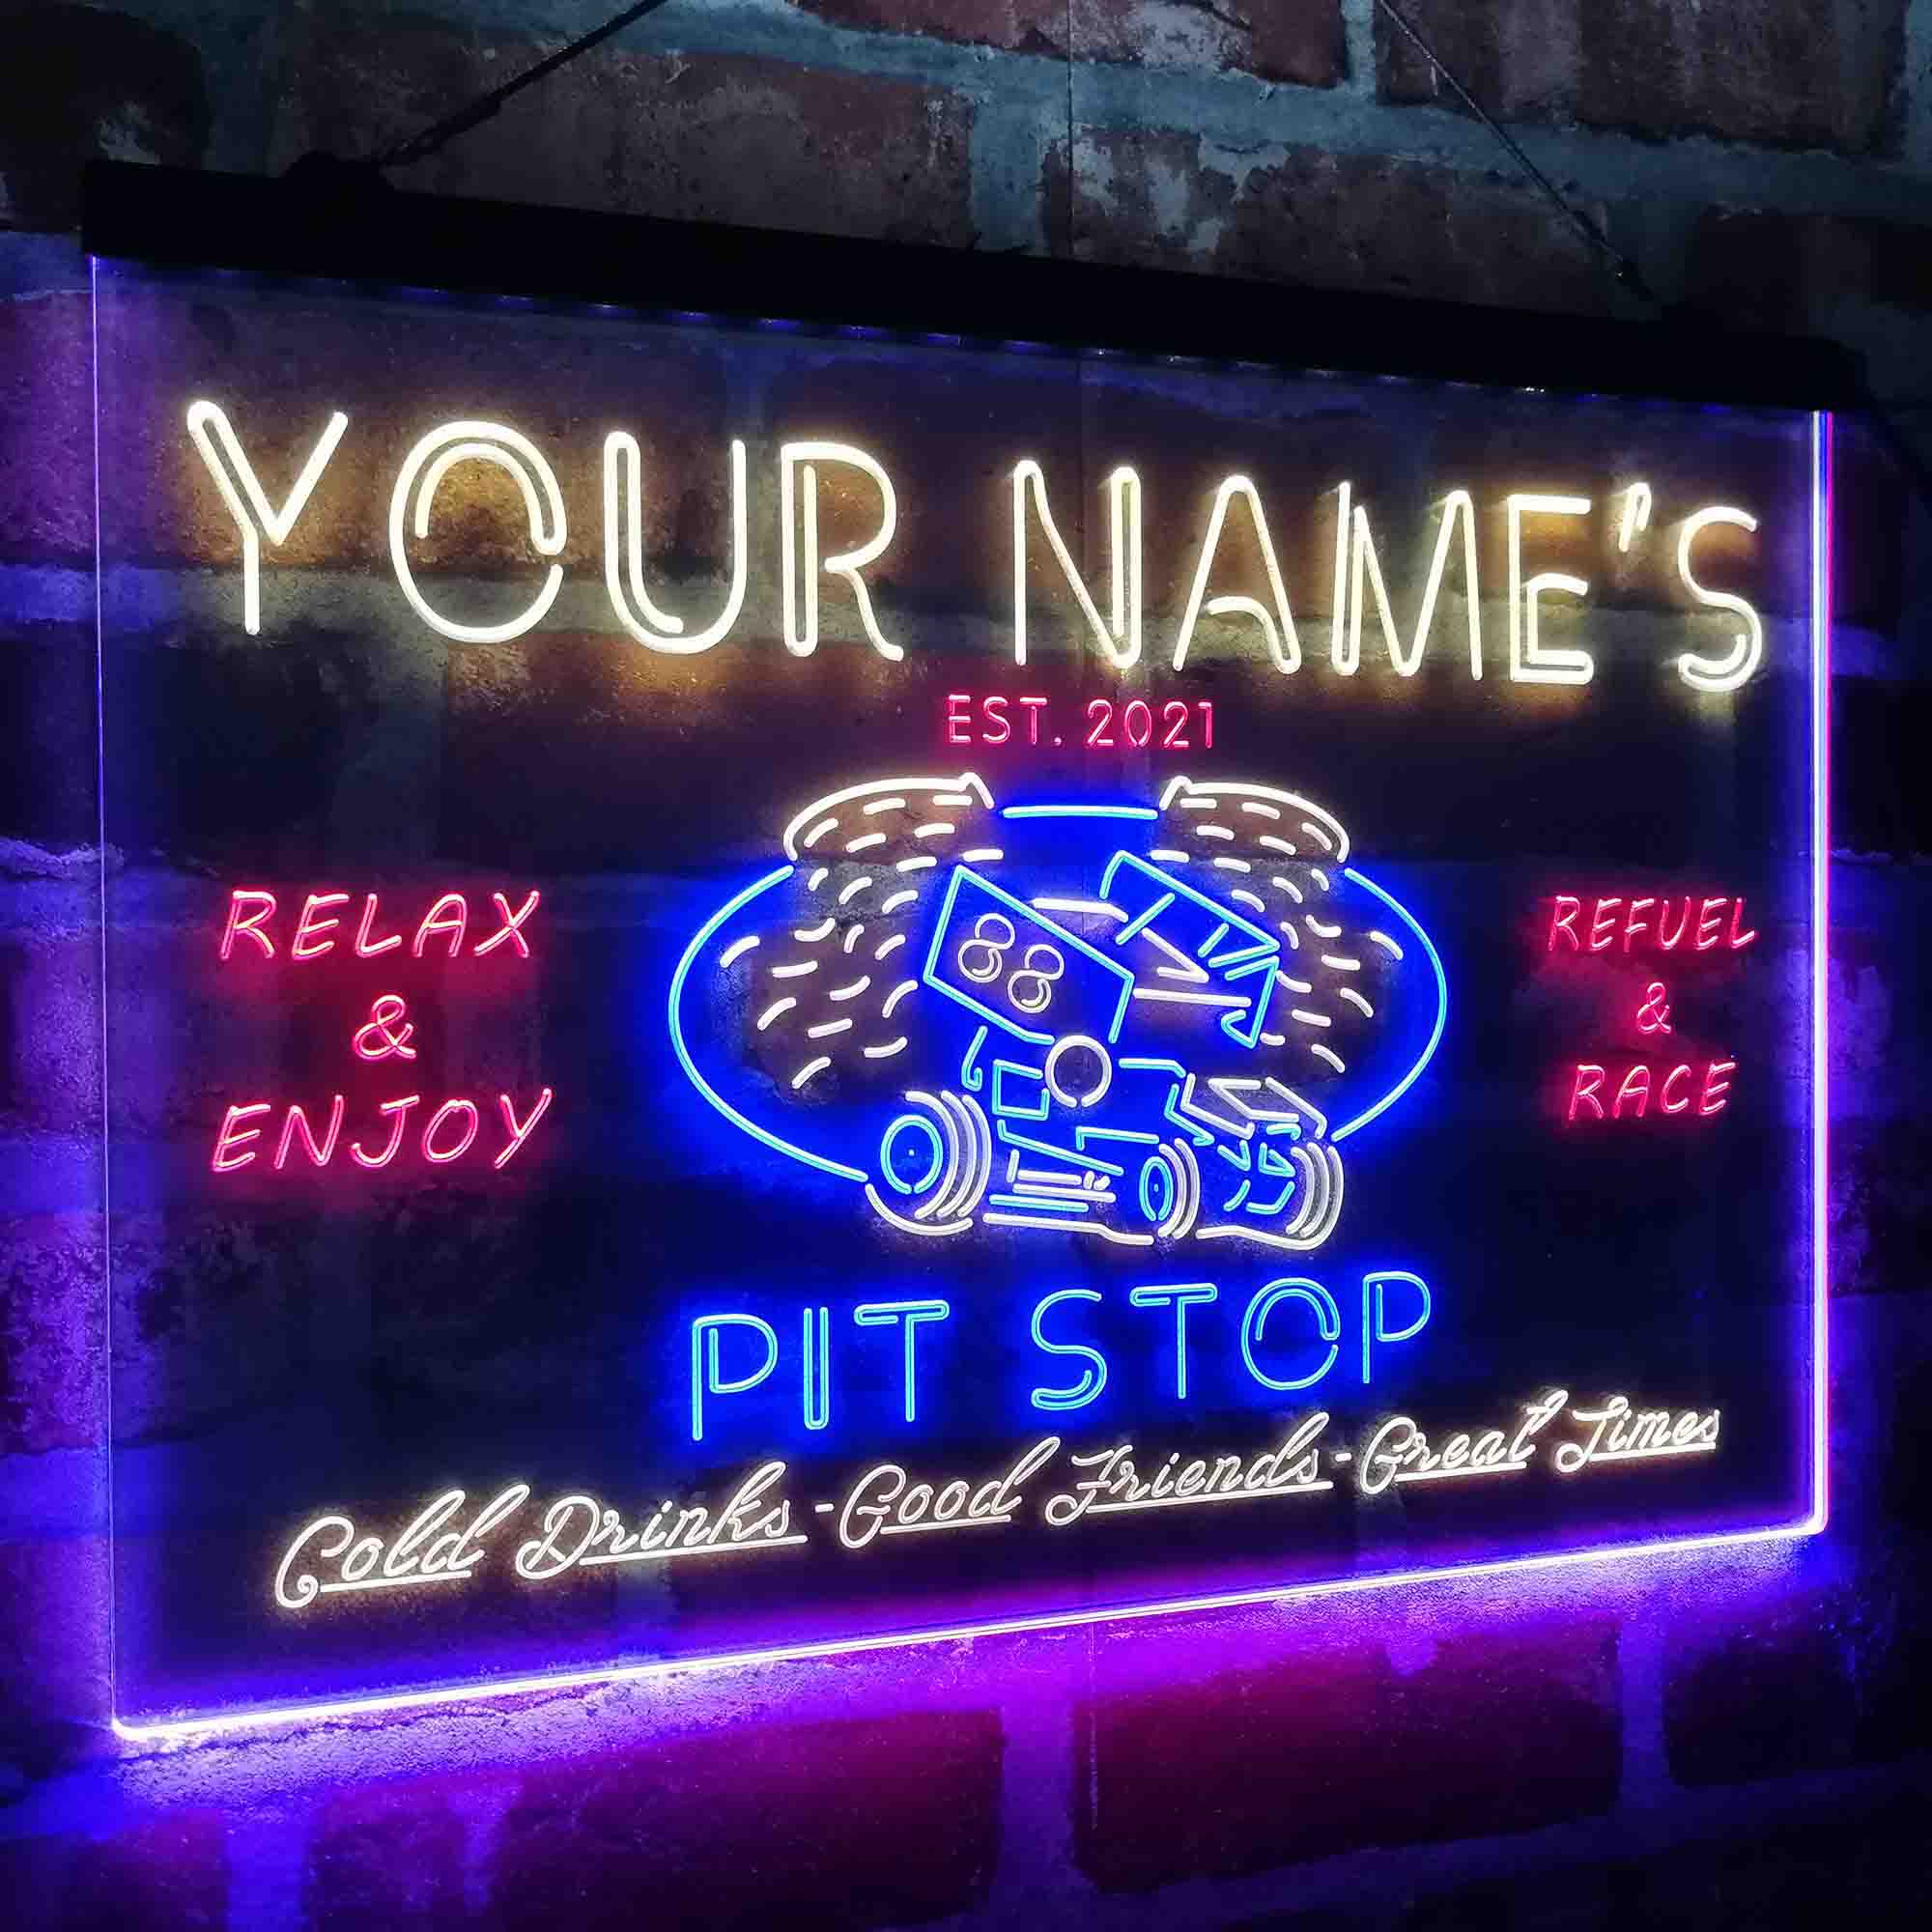 YOUR NAME'S
EST. 2021
88
RELAX
&
ENJOY
REFUEL
&
RACE
PIT STOP
Cold Drinks - Good Friends - Great Times